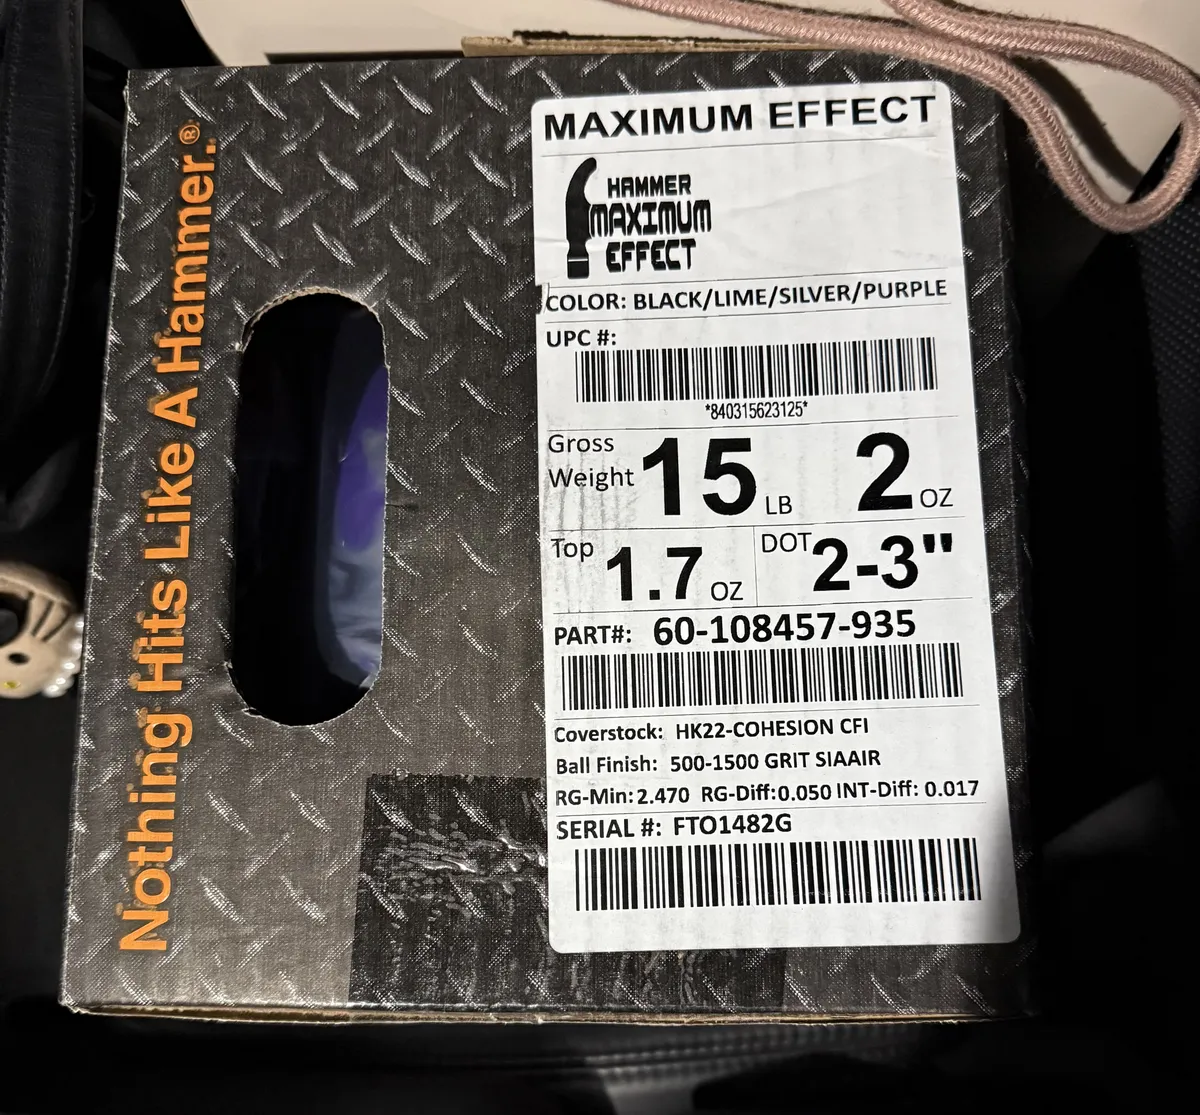 Nothing Hits Like A Hammer.®
MAXIMUM EFFECT
HAMMER
MAXIMUM
EFFECT
COLOR: BLACK/LIME/SILVER/PURPLE
UPC #:
*840315623125*
Gross Weight 15 LB 2 OZ
Top 1.7 OZ DOT 2-3"
PART#: 60-108457-935
Coverstock: HK22-COHESION CFI
Ball Finish: 500-1500 GRIT SIAAIR
RG-Min: 2.470 RG-Diff:0.050 INT-Diff: 0.017
SERIAL #: FTO1482G